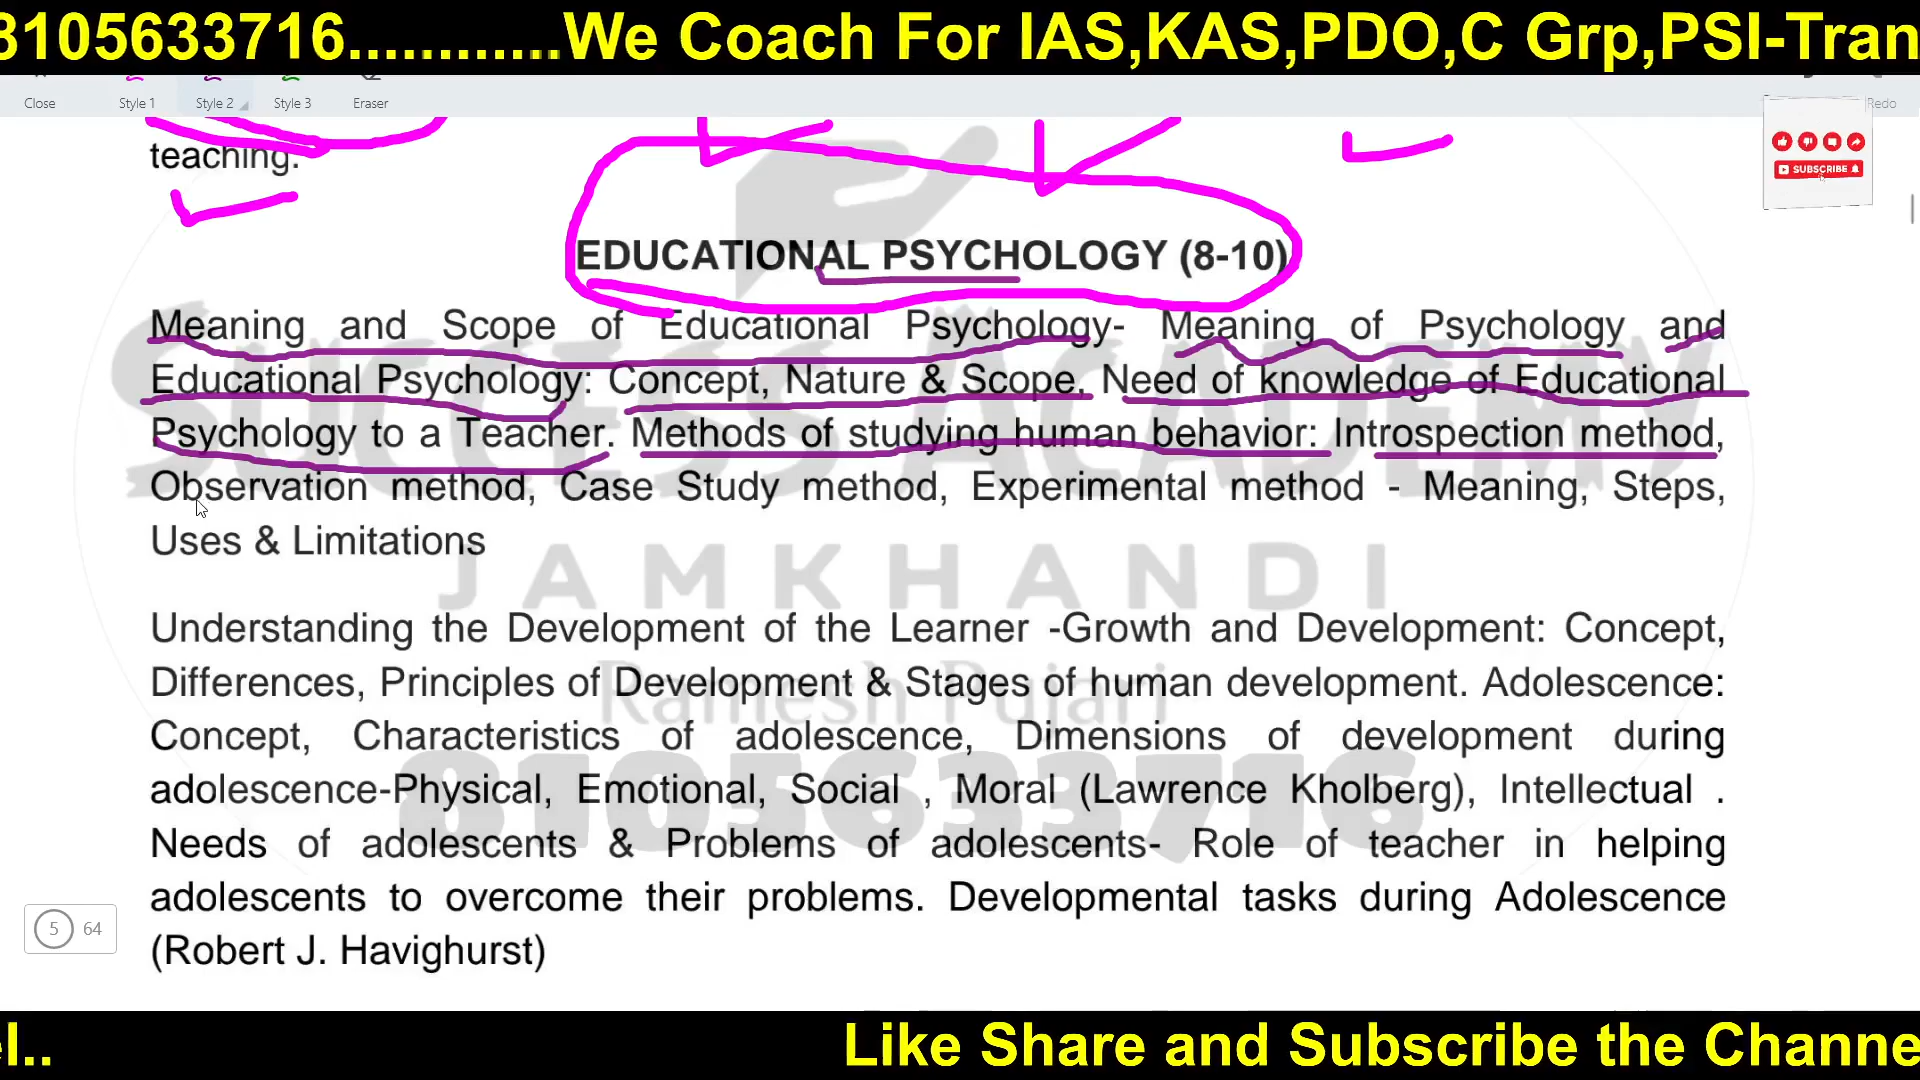 8105633716............We Coach For IAS,KAS,PDO,C Grp,PSI-Tran
Close Style 1 Style 2 Style 3 Eraser Redo
SUBSCRIBE
teaching.
EDUCATIONAL PSYCHOLOGY (8-10)
Meaning and Scope of Educational Psychology- Meaning of Psychology and
Educational Psychology: Concept, Nature & Scope, Need of knowledge of Educational
Psychology to a Teacher. Methods of studying human behavior: Introspection method,
Observation method, Case Study method, Experimental method - Meaning, Steps,
Uses & Limitations
Understanding the Development of the Learner -Growth and Development: Concept,
Differences, Principles of Development & Stages of human development. Adolescence:
Concept, Characteristics of adolescence, Dimensions of development during
adolescence-Physical, Emotional, Social , Moral (Lawrence Kholberg), Intellectual .
Needs of adolescents & Problems of adolescents- Role of teacher in helping
adolescents to overcome their problems. Developmental tasks during Adolescence
(Robert J. Havighurst)
SUCCESS ACADEMY
JAMKHANDI
Ramesh Pujari
8105633716
5 64
el.. Like Share and Subscribe the Channe